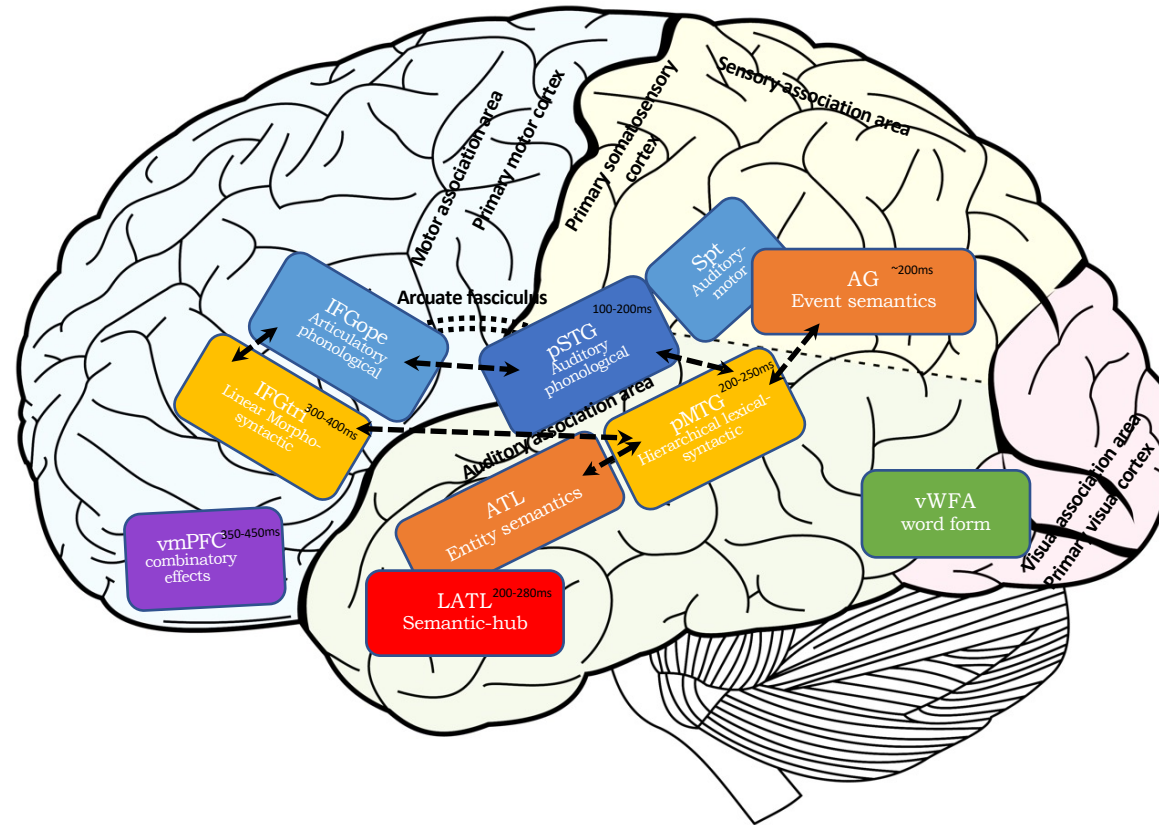 Motor association area
Primary motor cortex
Primary somatosensory
cortex
Sensory association area
Arcuate fasciculus
IFGope
Articulatory
phonological
IFGtri
300-400ms
Linear Morpho-
syntactic
100-200ms
pSTG
Auditory
phonological
Spt
Auditory-
motor
~200ms
AG
Event semantics
200-250ms
pMTG
Hierarchical lexical-
syntactic
Auditory association area
ATL
Entity semantics
vmPFC
350-450ms
combinatory
effects
LATL
200-280ms
Semantic-hub
vWFA
word form
Visual association area
Primary visual cortex